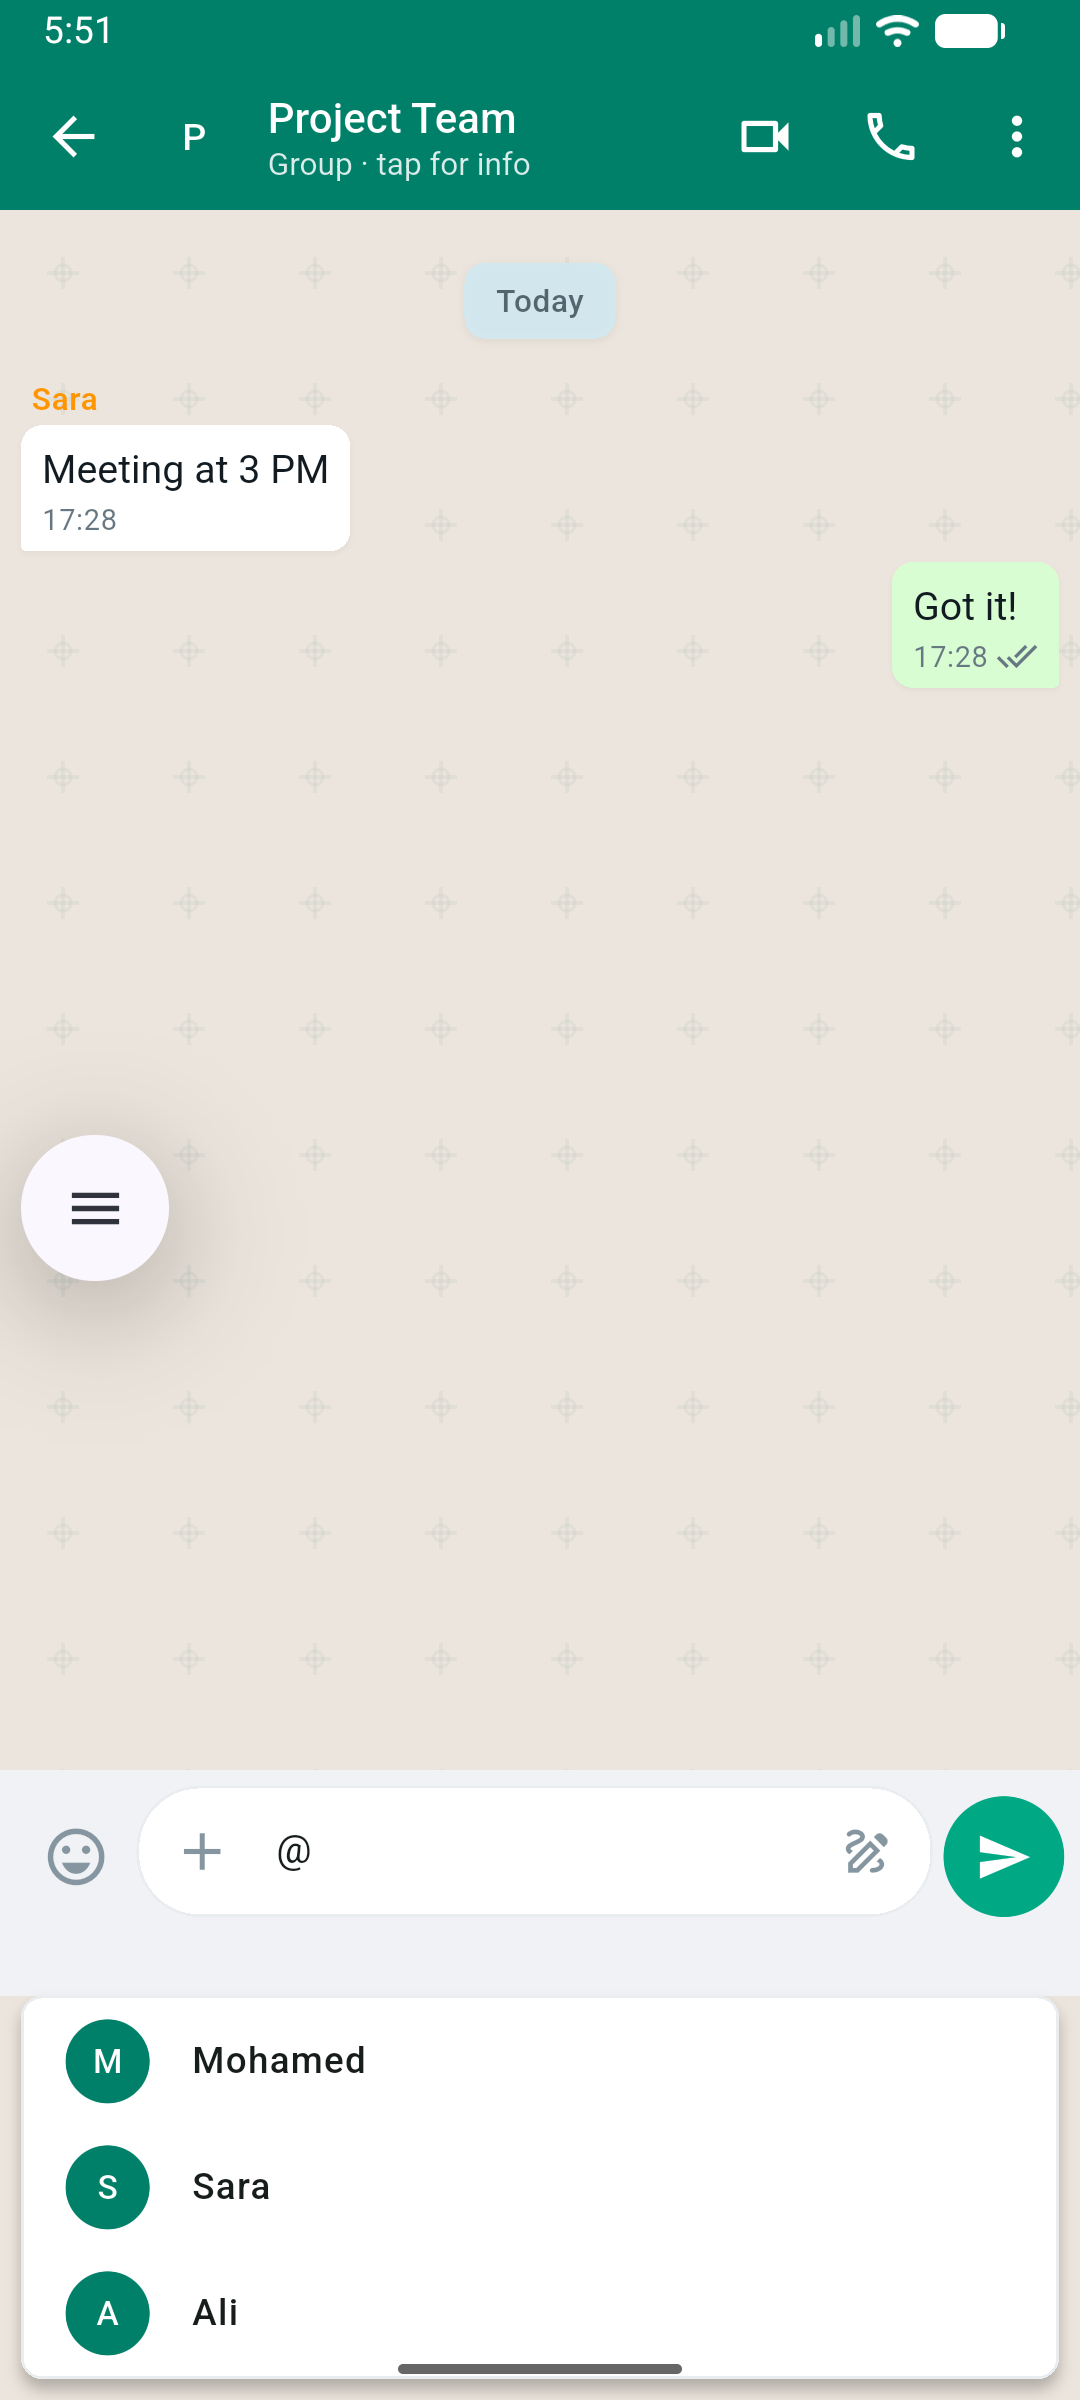 5:51
P
Project Team
Group · tap for info
Today
Sara
Meeting at 3 PM
17:28
Got it!
17:28
@
M
Mohamed
S
Sara
A
Ali